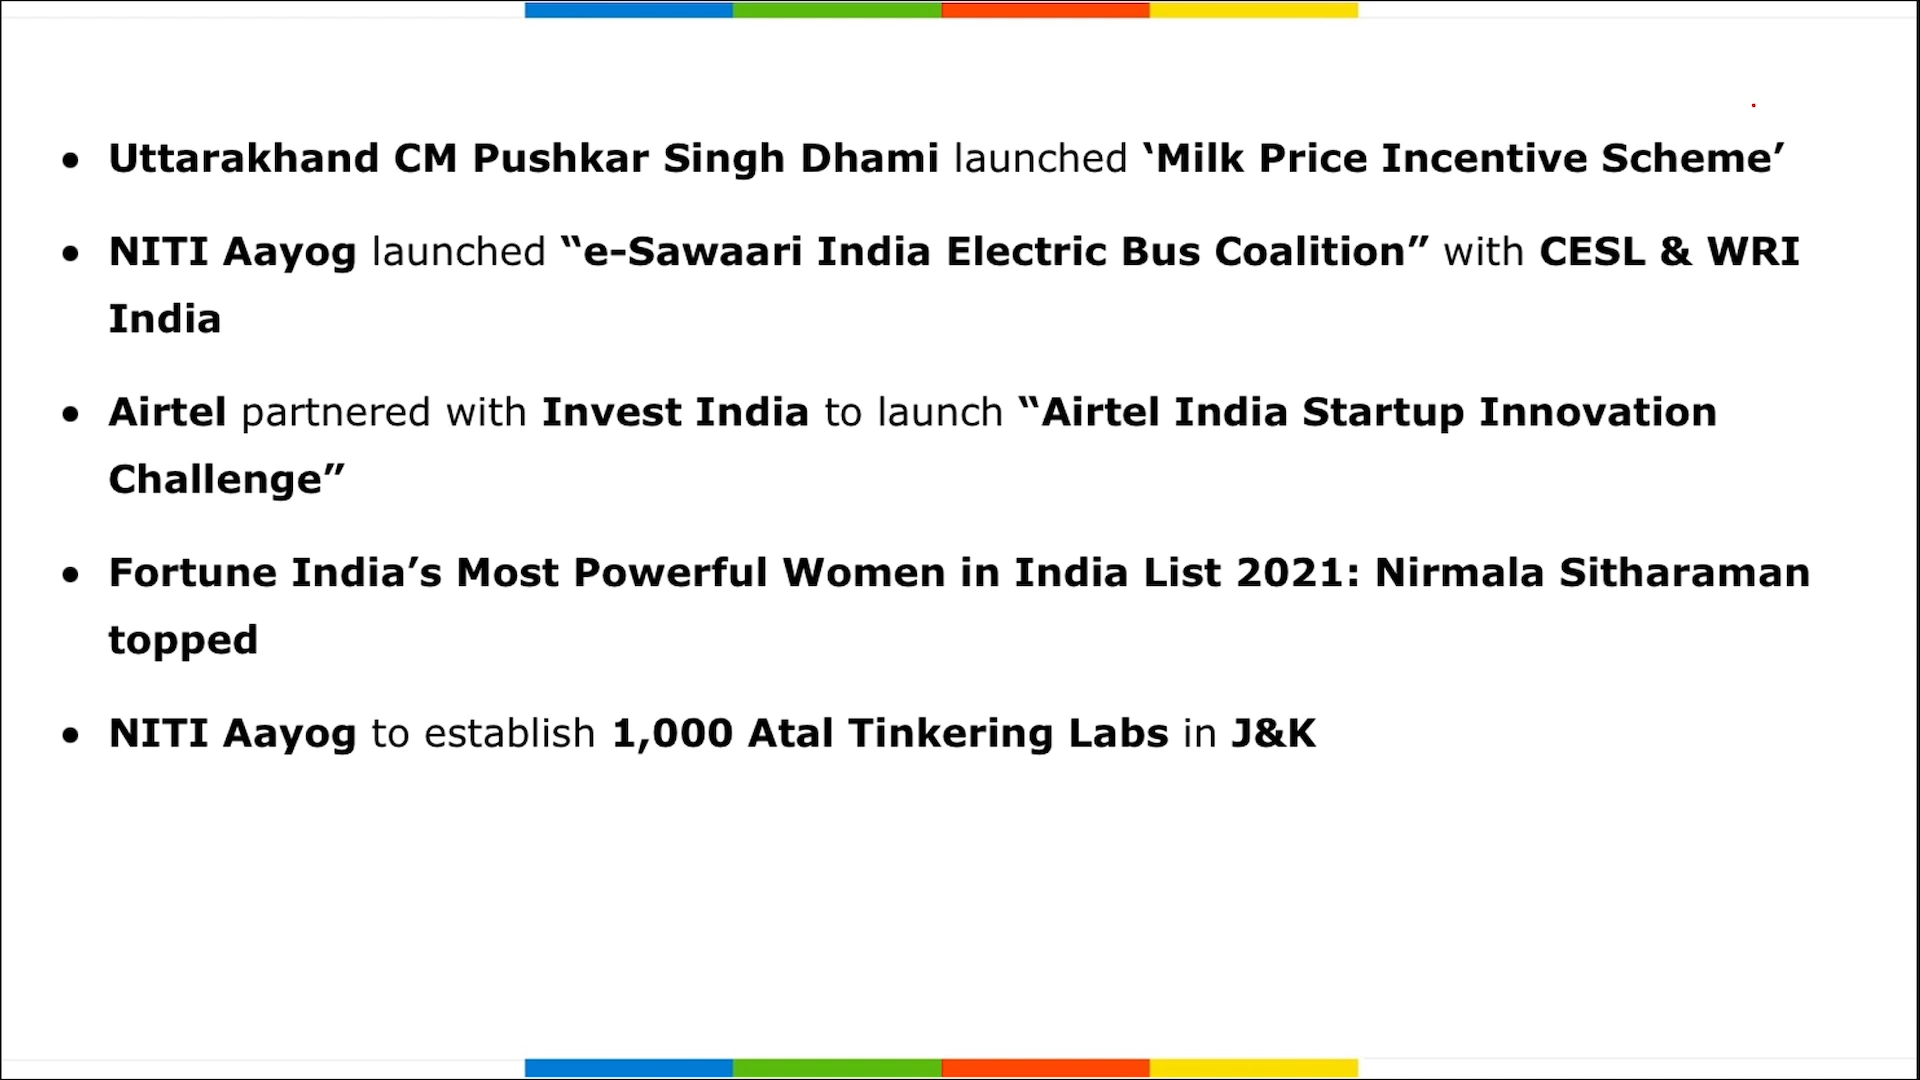 • Uttarakhand CM Pushkar Singh Dhami launched ‘Milk Price Incentive Scheme’
• NITI Aayog launched “e-Sawaari India Electric Bus Coalition” with CESL & WRI
India
• Airtel partnered with Invest India to launch “Airtel India Startup Innovation
Challenge”
• Fortune India’s Most Powerful Women in India List 2021: Nirmala Sitharaman
topped
• NITI Aayog to establish 1,000 Atal Tinkering Labs in J&K